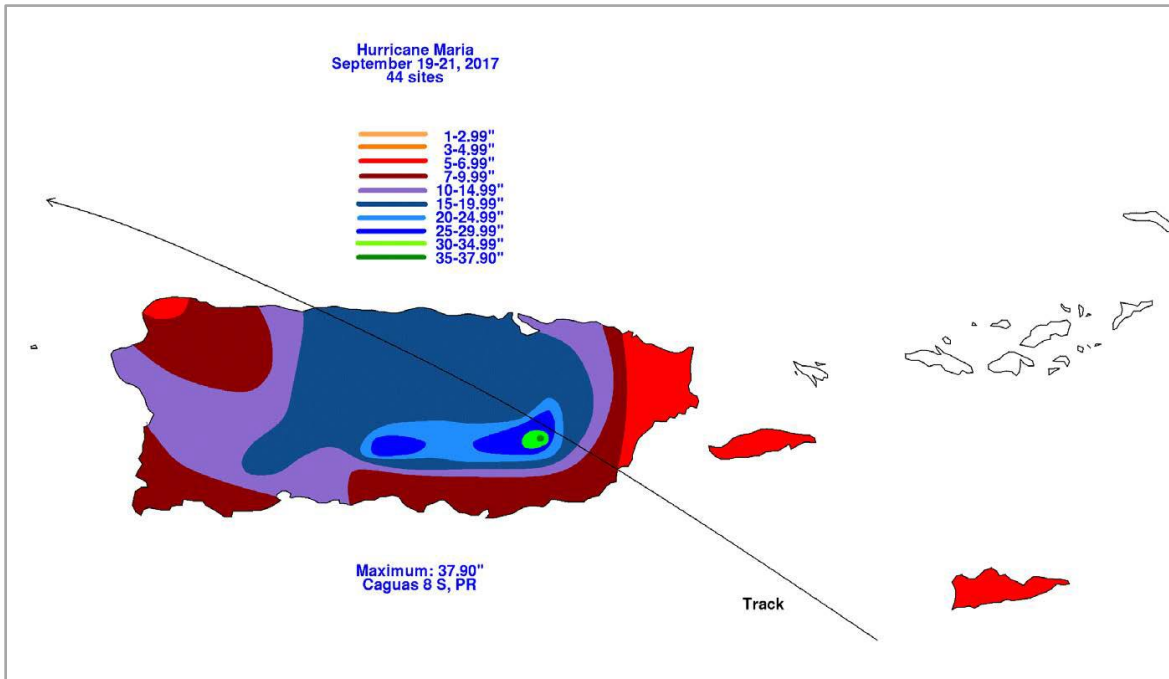 Hurricane Maria
September 19-21, 2017
44 sites
1-2.99"
3-4.99"
5-6.99"
7-9.99"
10-14.99"
15-19.99"
20-24.99"
25-29.99"
30-34.99"
35-37.90"
Maximum: 37.90"
Caguas 8 S, PR
Track